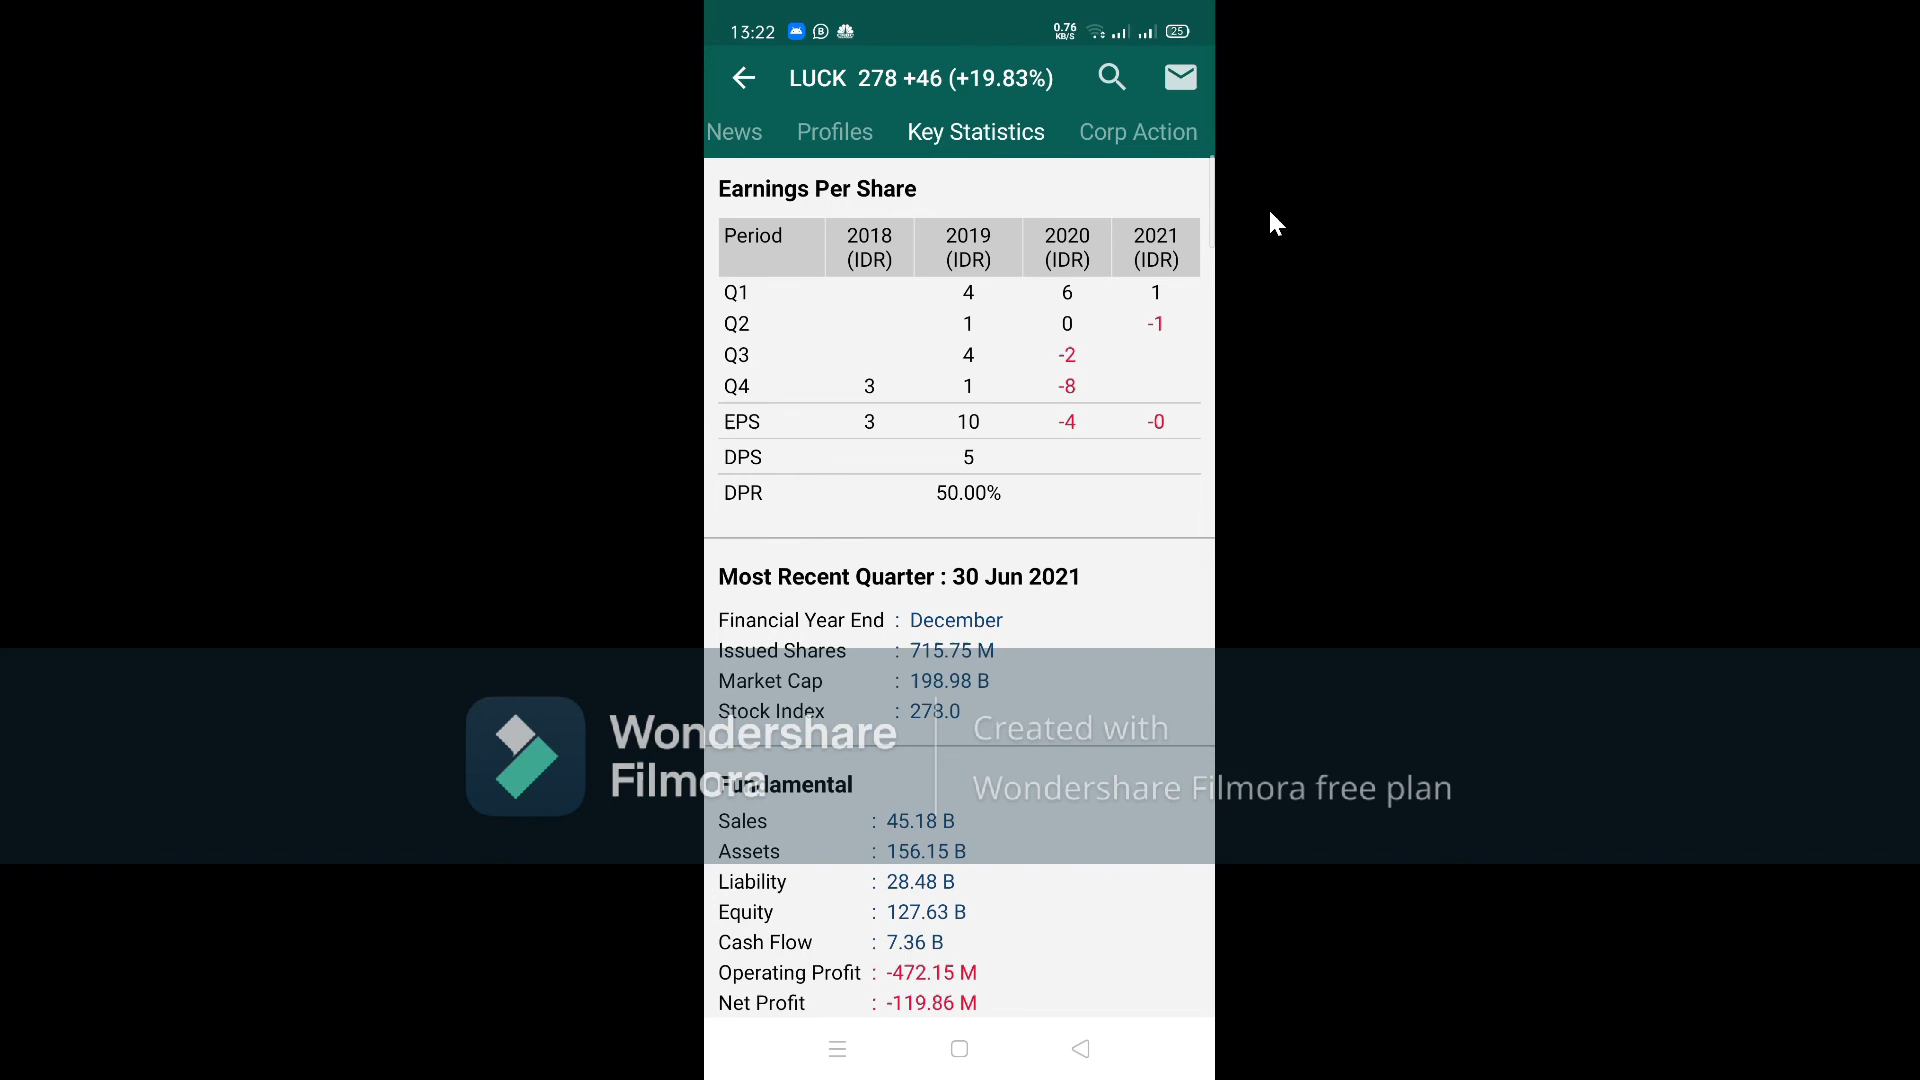 13:22 0.76 KB/S 25
LUCK 278 +46 (+19.83%)
News Profiles Key Statistics Corp Action
Earnings Per Share
Period 2018 (IDR) 2019 (IDR) 2020 (IDR) 2021 (IDR)
Q1 4 6 1
Q2 1 0 -1
Q3 4 -2
Q4 3 1 -8
EPS 3 10 -4 -0
DPS 5
DPR 50.00%
Most Recent Quarter : 30 Jun 2021
Financial Year End : December
Issued Shares : 715.75 M
Market Cap : 198.98 B
Stock Index : 278.0
Wondershare Filmora
Created with
Wondershare Filmora free plan
Fundamental
Sales : 45.18 B
Assets : 156.15 B
Liability : 28.48 B
Equity : 127.63 B
Cash Flow : 7.36 B
Operating Profit : -472.15 M
Net Profit : -119.86 M